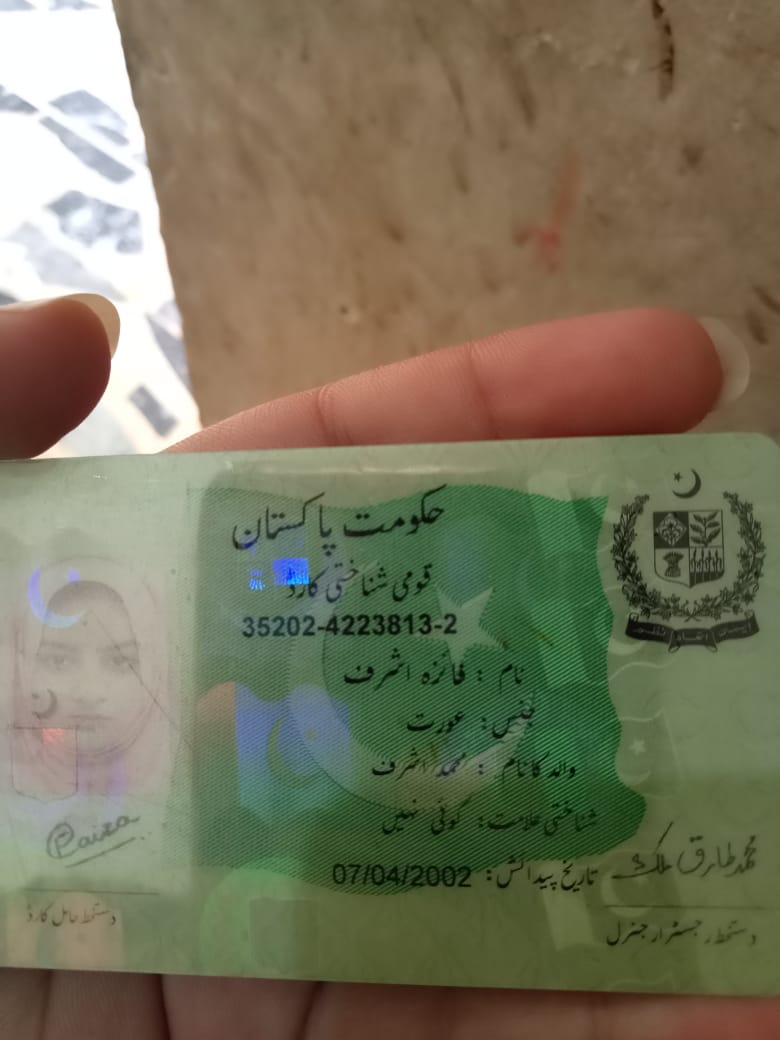 حکومت پاکستان
قومی شناختی کارڈ
35202-4223813-2
نام : فائزہ اشرف
جنس: عورت
والد کا نام : محمد اشرف
شناختی علامت: کوئی نہیں
تاریخ پیدائش: 07/04/2002
Paiza
دستخط حامل کارڈ
محمد طارق ملک
دستخط رجسٹرار جنرل